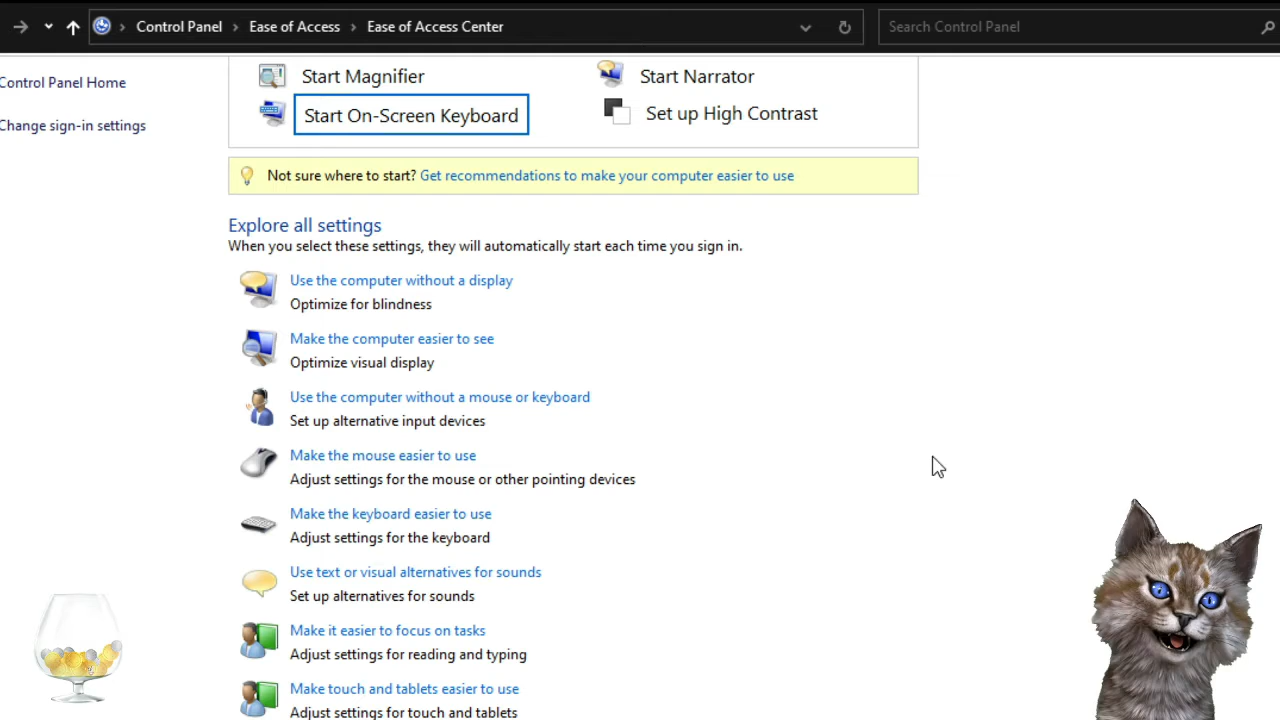 Control Panel > Ease of Access > Ease of Access Center
Search Control Panel
Control Panel Home
Change sign-in settings
Start Magnifier
Start Narrator
Start On-Screen Keyboard
Set up High Contrast
Not sure where to start? Get recommendations to make your computer easier to use
Explore all settings
When you select these settings, they will automatically start each time you sign in.
Use the computer without a display
Optimize for blindness
Make the computer easier to see
Optimize visual display
Use the computer without a mouse or keyboard
Set up alternative input devices
Make the mouse easier to use
Adjust settings for the mouse or other pointing devices
Make the keyboard easier to use
Adjust settings for the keyboard
Use text or visual alternatives for sounds
Set up alternatives for sounds
Make it easier to focus on tasks
Adjust settings for reading and typing
Make touch and tablets easier to use
Adjust settings for touch and tablets